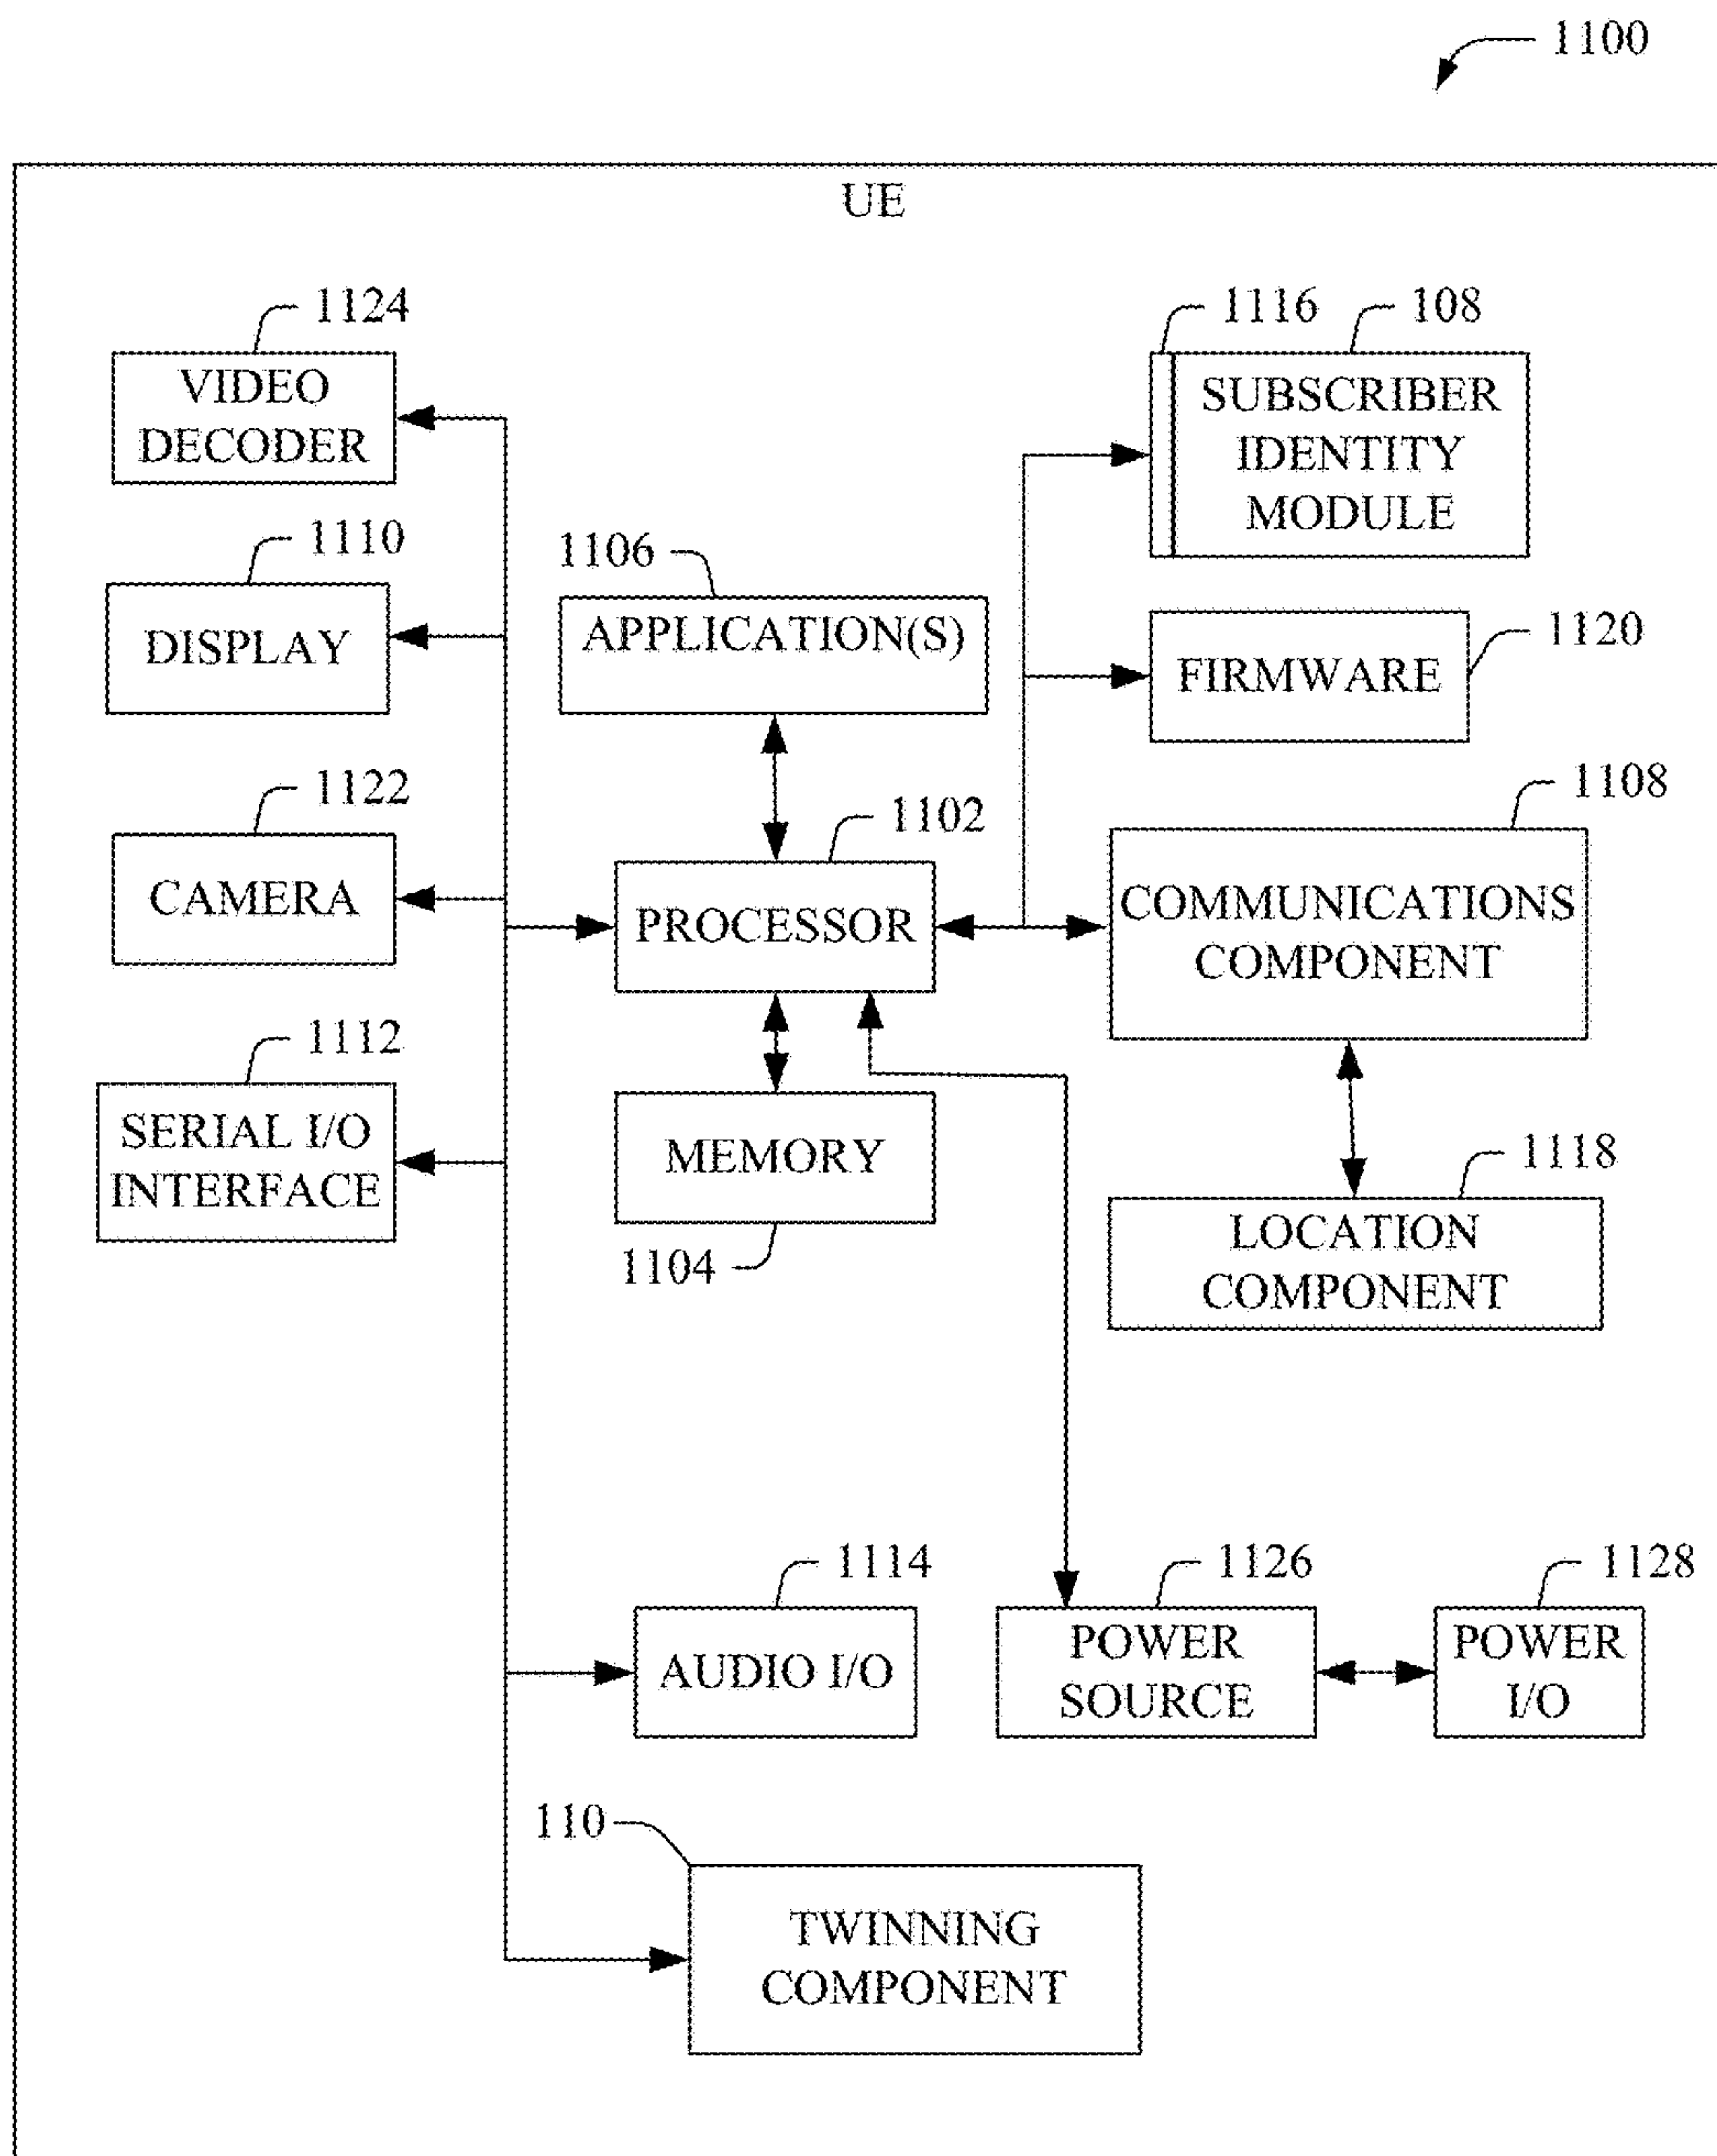 1100
UE
1124
VIDEO
DECODER
1110
DISPLAY
1122
CAMERA
1112
SERIAL I/O
INTERFACE
1106
APPLICATION(S)
1102
PROCESSOR
MEMORY
1104
1116
108
SUBSCRIBER
IDENTITY
MODULE
1120
FIRMWARE
1108
COMMUNICATIONS
COMPONENT
1118
LOCATION
COMPONENT
1114
AUDIO I/O
1126
POWER
SOURCE
1128
POWER
I/O
110
TWINNING
COMPONENT